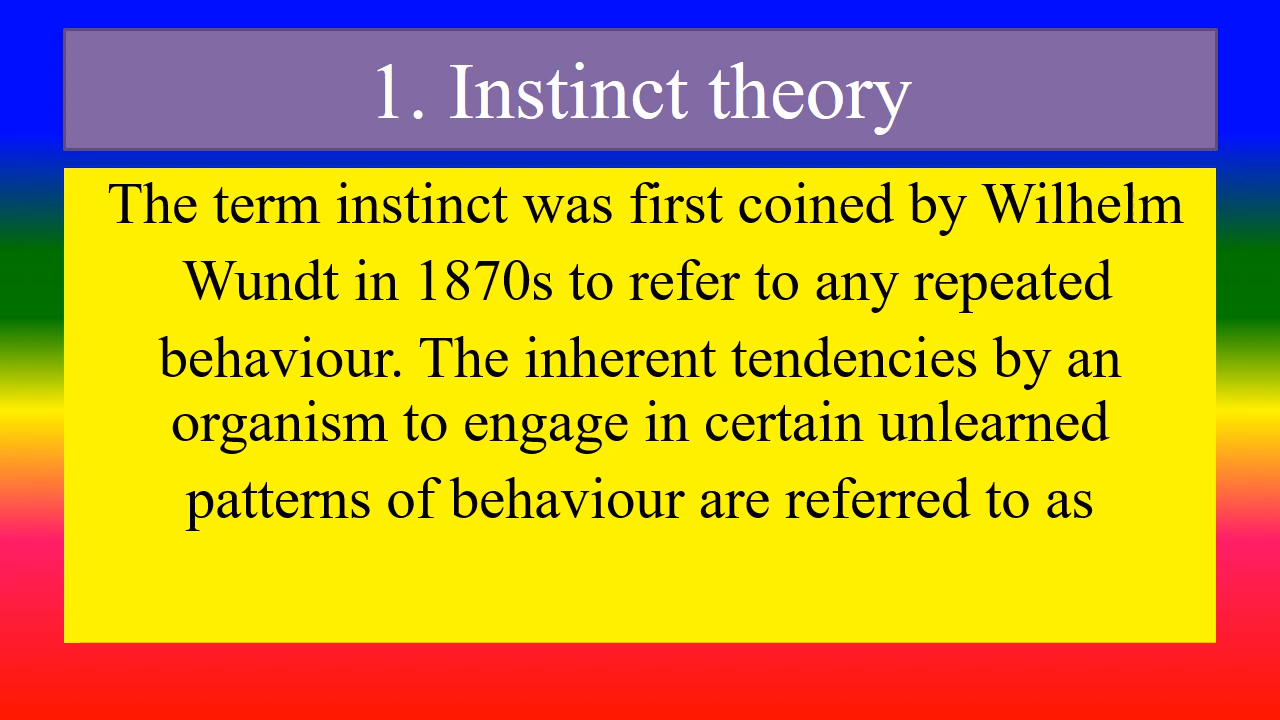 1. Instinct theory
The term instinct was first coined by Wilhelm
Wundt in 1870s to refer to any repeated
behaviour. The inherent tendencies by an
organism to engage in certain unlearned
patterns of behaviour are referred to as